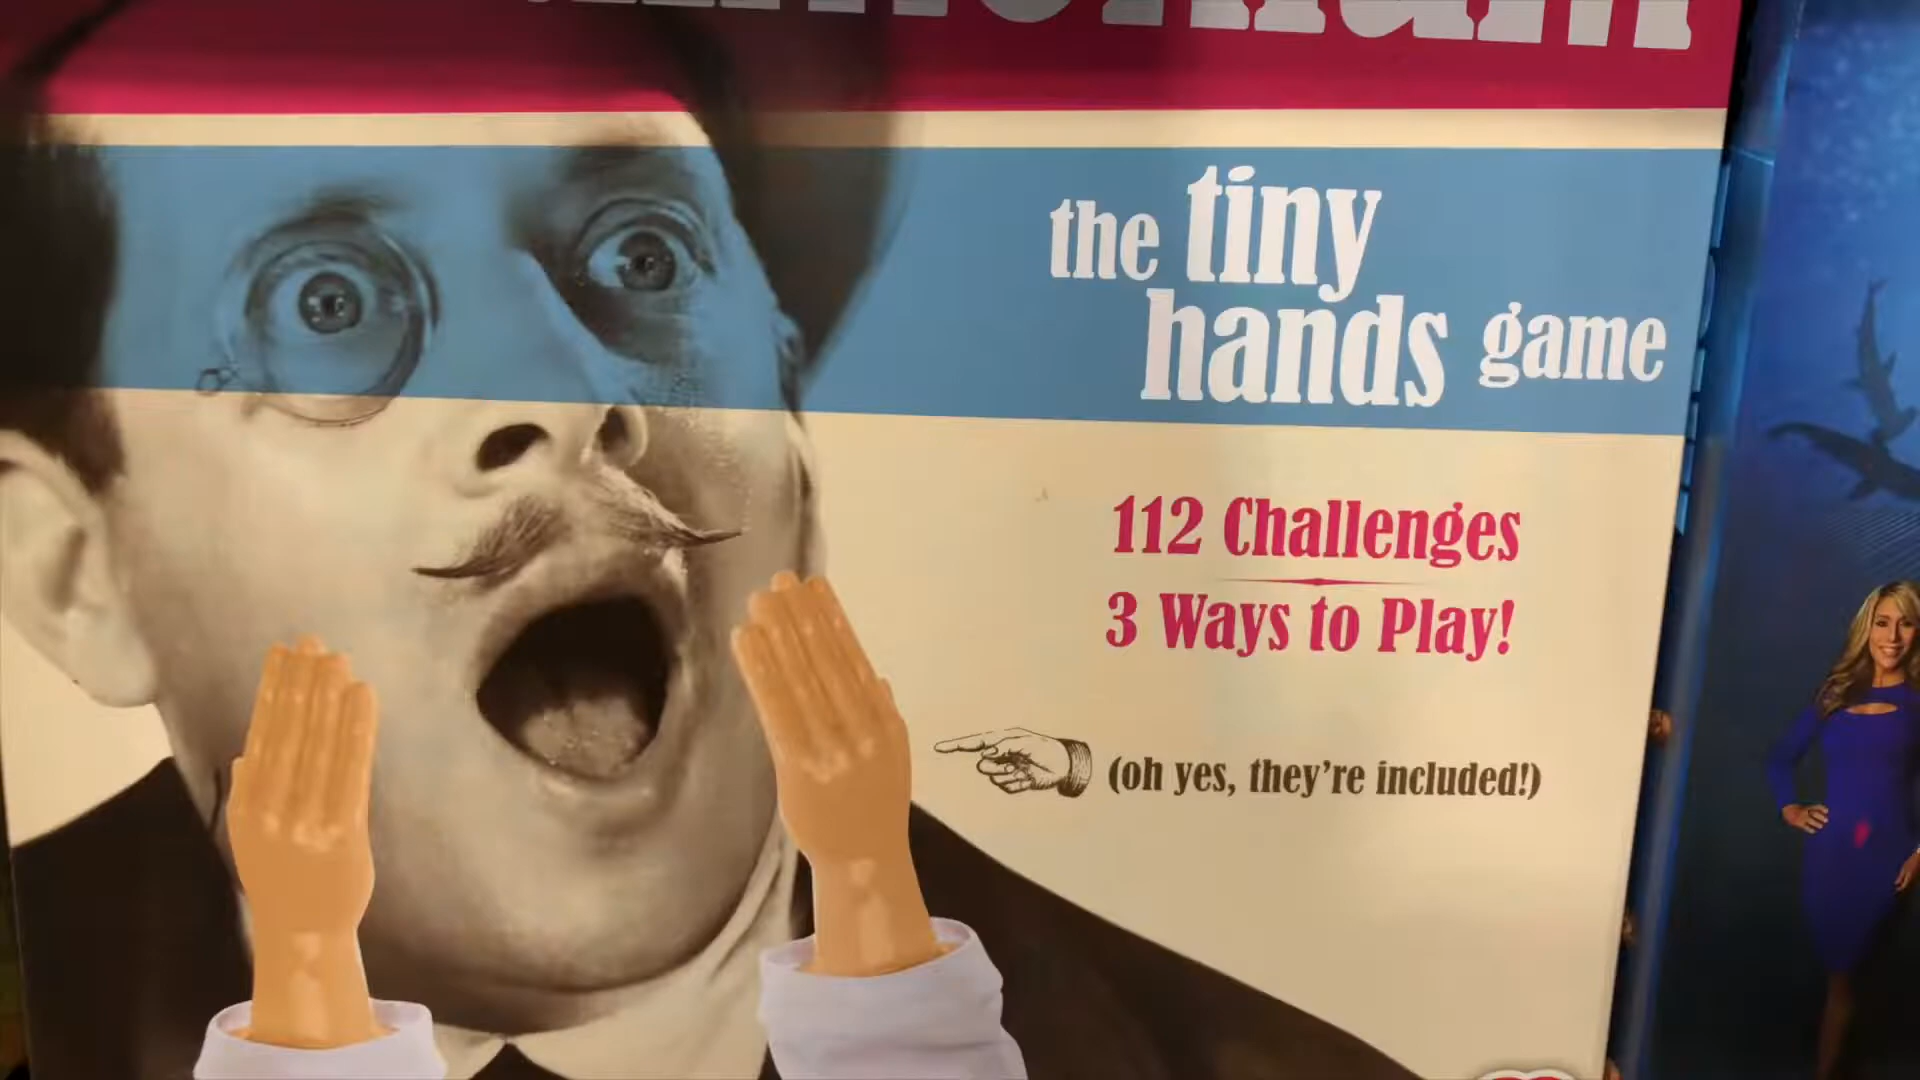 the tiny
hands game
112 Challenges
3 Ways to Play!
(oh yes, they're included!)